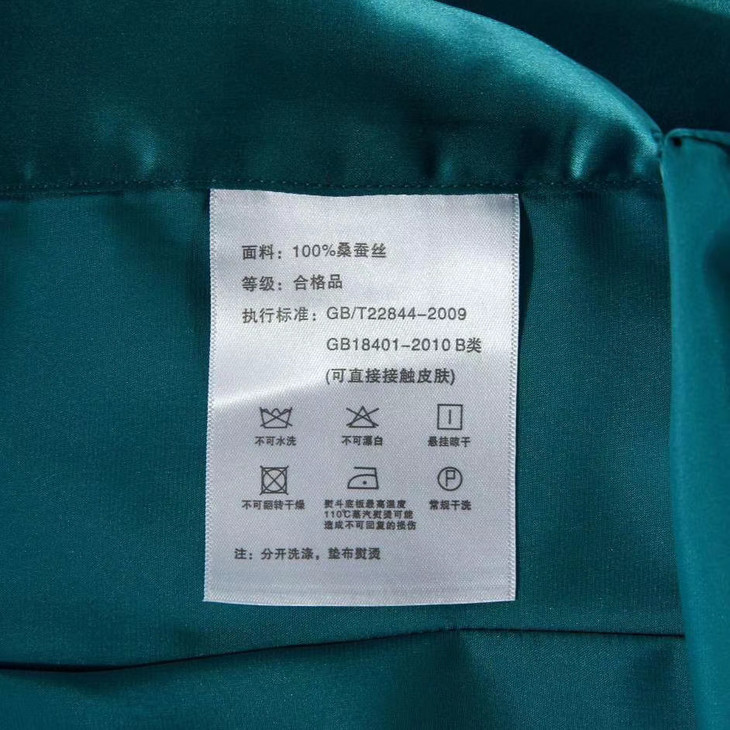 面料：100%桑蚕丝
等级：合格品
执行标准：GB/T22844-2009
GB18401-2010 B类
(可直接接触皮肤)
不可水洗 不可漂白 悬挂晾干
P
不可翻转干燥 熨斗底板最高温度 常规干洗
110℃蒸汽熨烫可能
造成不可回复的损伤
注：分开洗涤，垫布熨烫